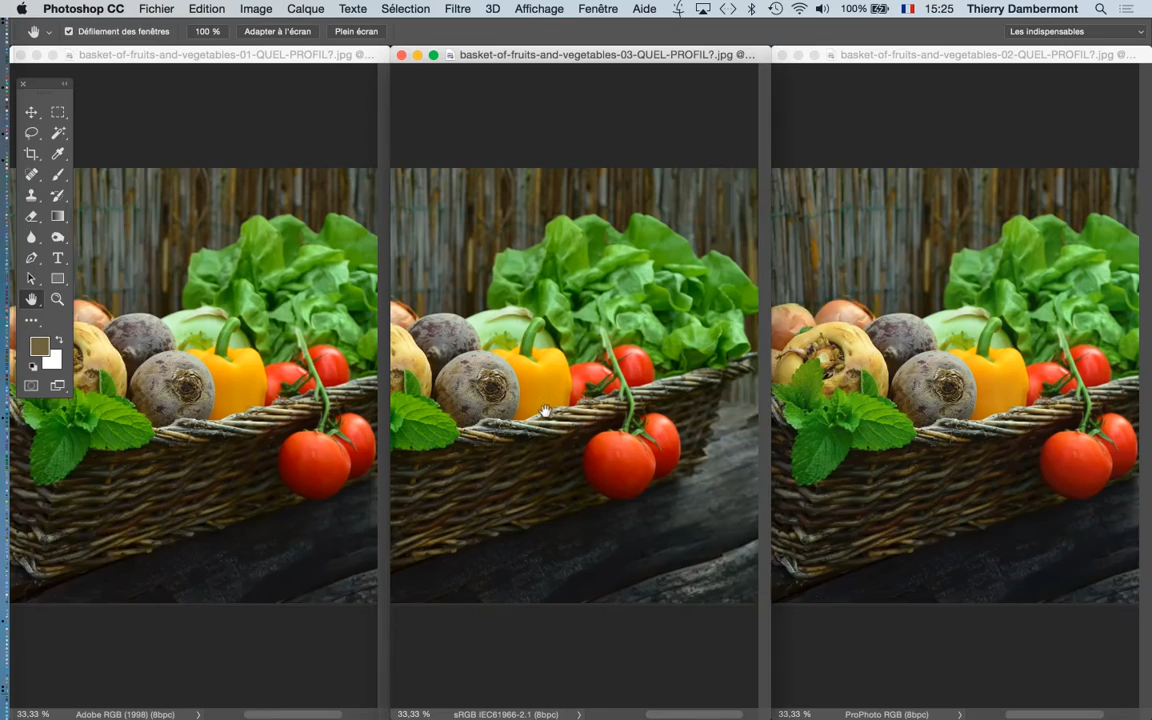 Photoshop CC Fichier Edition Image Calque Texte Sélection Filtre 3D Affichage Fenêtre Aide 100% 15:25 Thierry Dambermont
Défilement des fenêtres 100 % Adapter à l'écran Plein écran Les indispensables
basket-of-fruits-and-vegetables-01-QUEL-PROFIL?.jpg @... basket-of-fruits-and-vegetables-03-QUEL-PROFIL?.jpg @... basket-of-fruits-and-vegetables-02-QUEL-PROFIL?.jpg @...
33,33 % Adobe RGB (1998) (8bpc) 33,33 % sRGB IEC61966-2.1 (8bpc) 33,33 % ProPhoto RGB (8bpc)